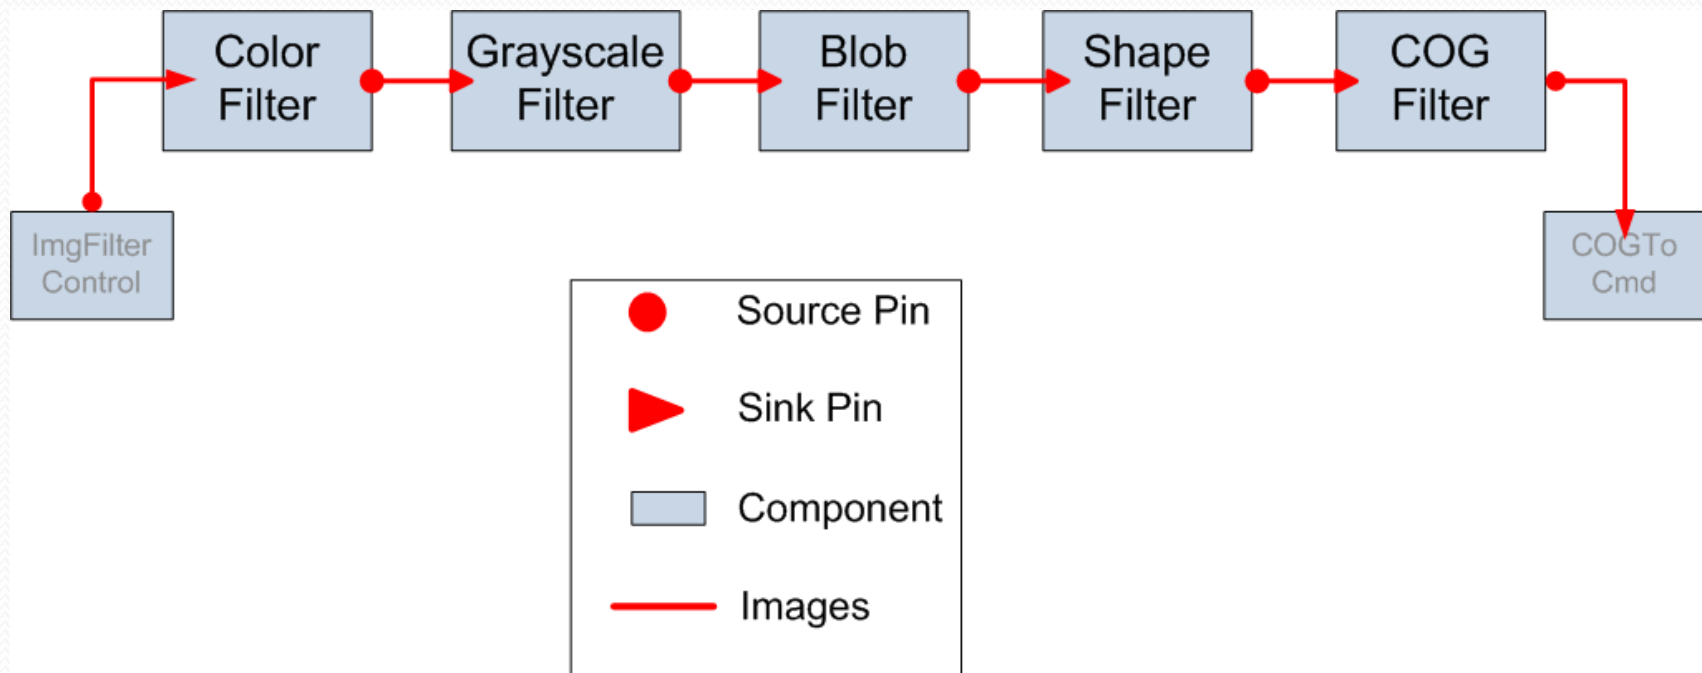 Color
Filter
Grayscale
Filter
Blob
Filter
Shape
Filter
COG
Filter
ImgFilter
Control
COGTo
Cmd
Source Pin
Sink Pin
Component
Images